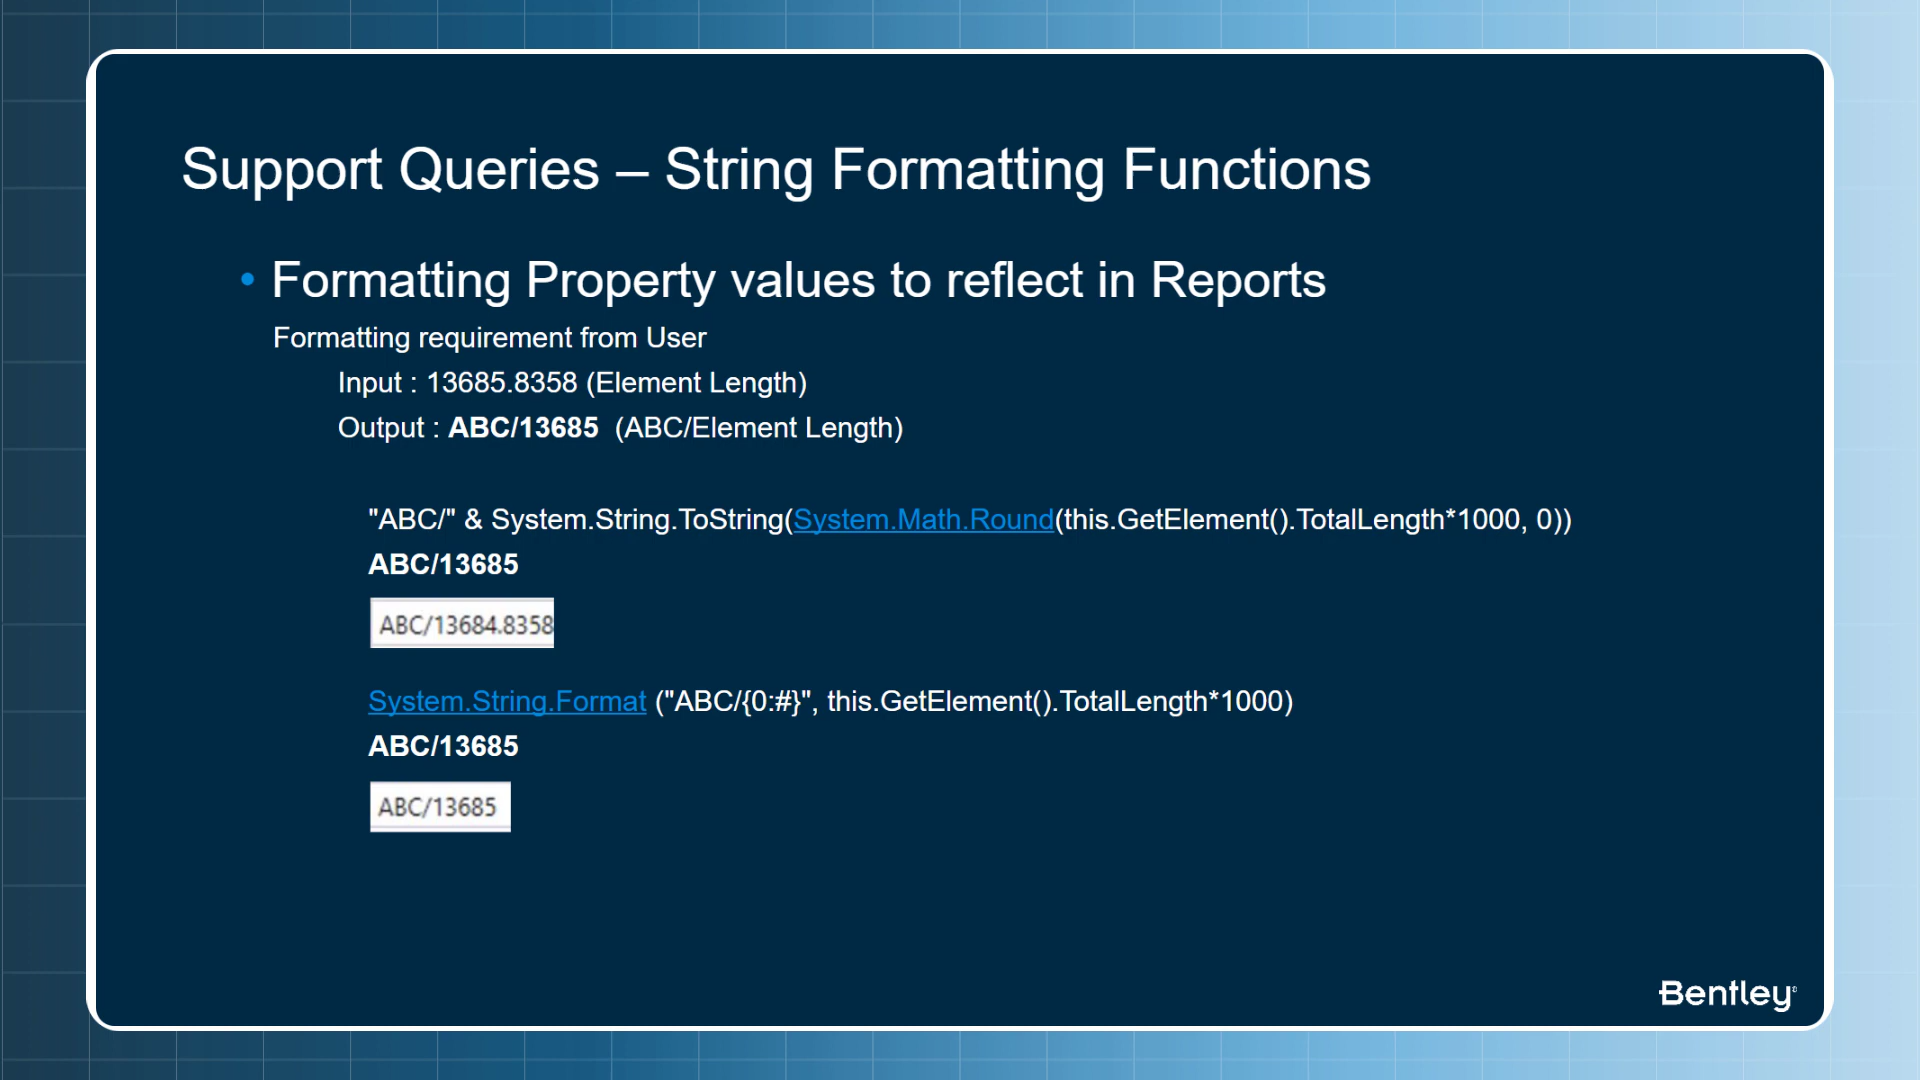 Support Queries – String Formatting Functions
• Formatting Property values to reflect in Reports
Formatting requirement from User
Input : 13685.8358 (Element Length)
Output : ABC/13685 (ABC/Element Length)
"ABC/" & System.String.ToString(System.Math.Round(this.GetElement().TotalLength*1000, 0))
ABC/13685
ABC/13684.8358
System.String.Format ("ABC/{0:#}", this.GetElement().TotalLength*1000)
ABC/13685
ABC/13685
Bentley